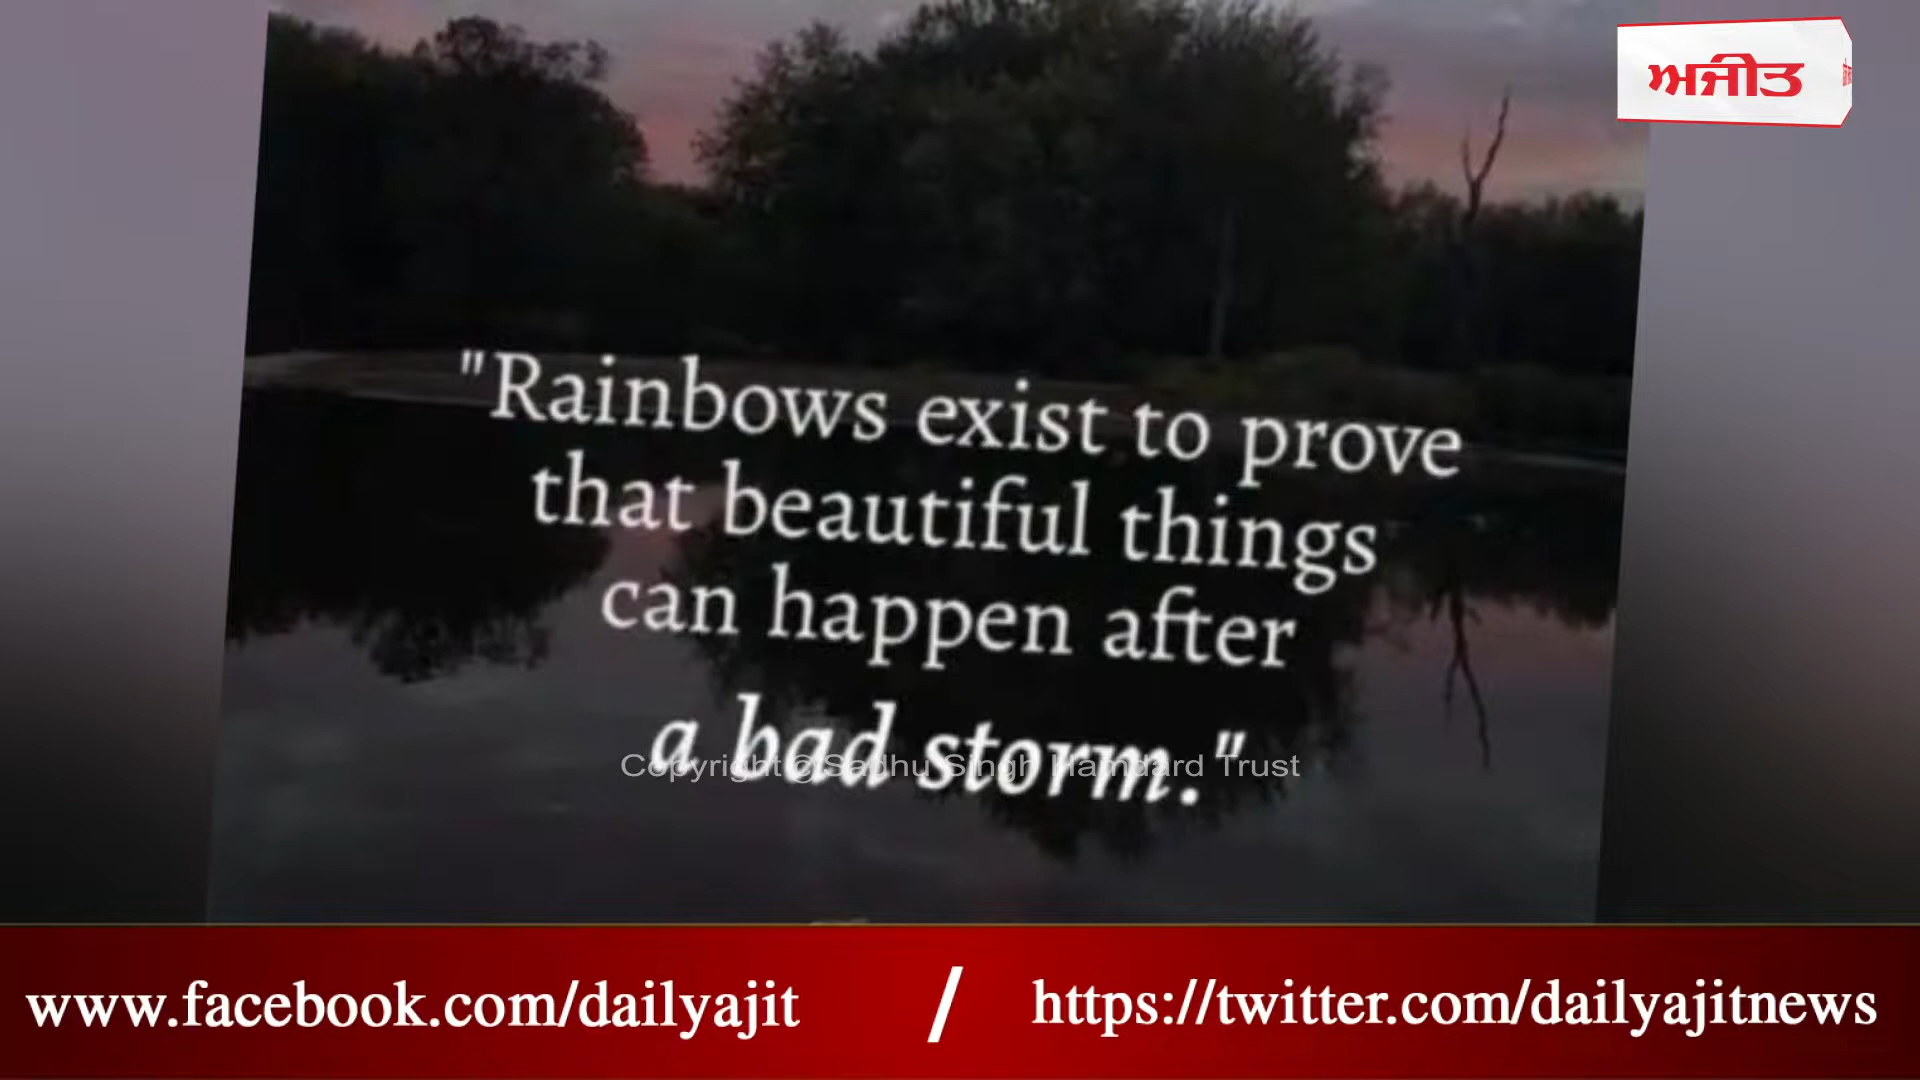 ਅਜੀਤ
"Rainbows exist to prove
that beautiful things
can happen after
a bad storm."
Copyright @Sadhu Singh Hamdard Trust
www.facebook.com/dailyajit / https://twitter.com/dailyajitnews